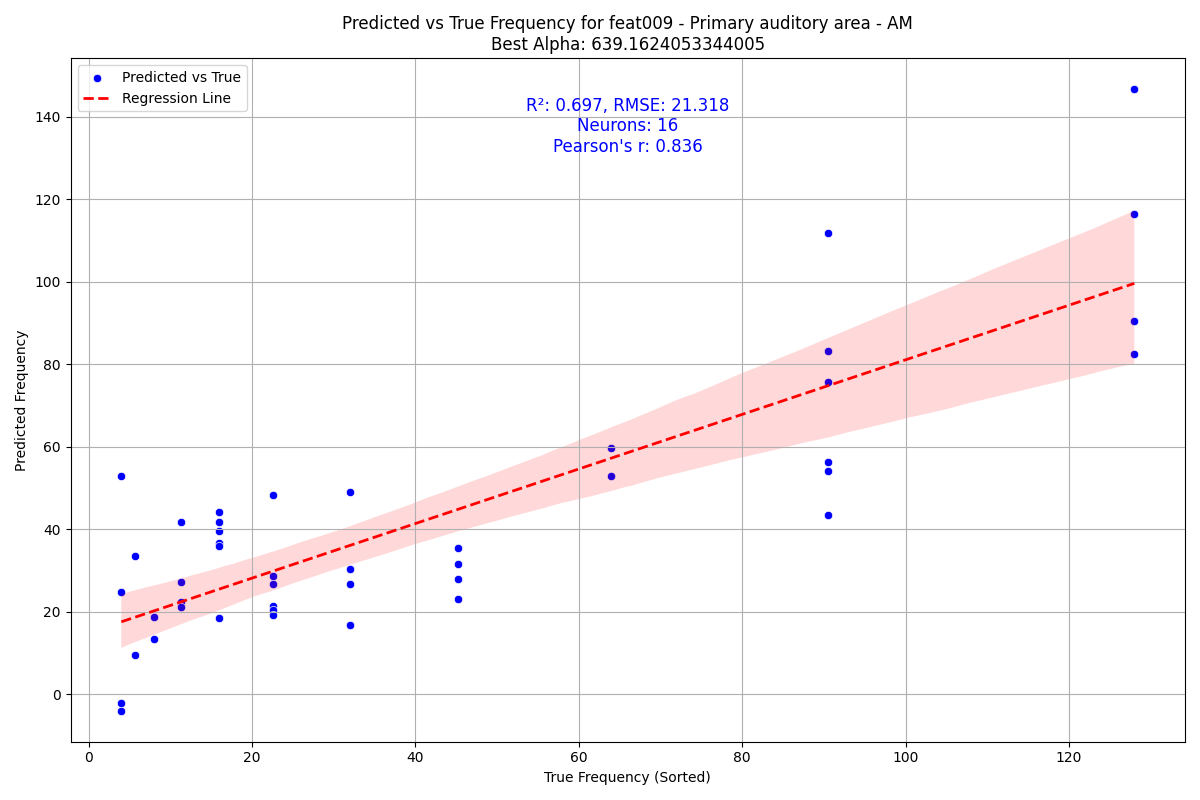 Predicted vs True Frequency for feat009 - Primary auditory area - AM
Best Alpha: 639.1624053344005
Predicted vs True
Regression Line
R²: 0.697, RMSE: 21.318
Neurons: 16
Pearson's r: 0.836
Predicted Frequency
140
120
100
80
60
40
20
0
0 20 40 60 80 100 120
True Frequency (Sorted)